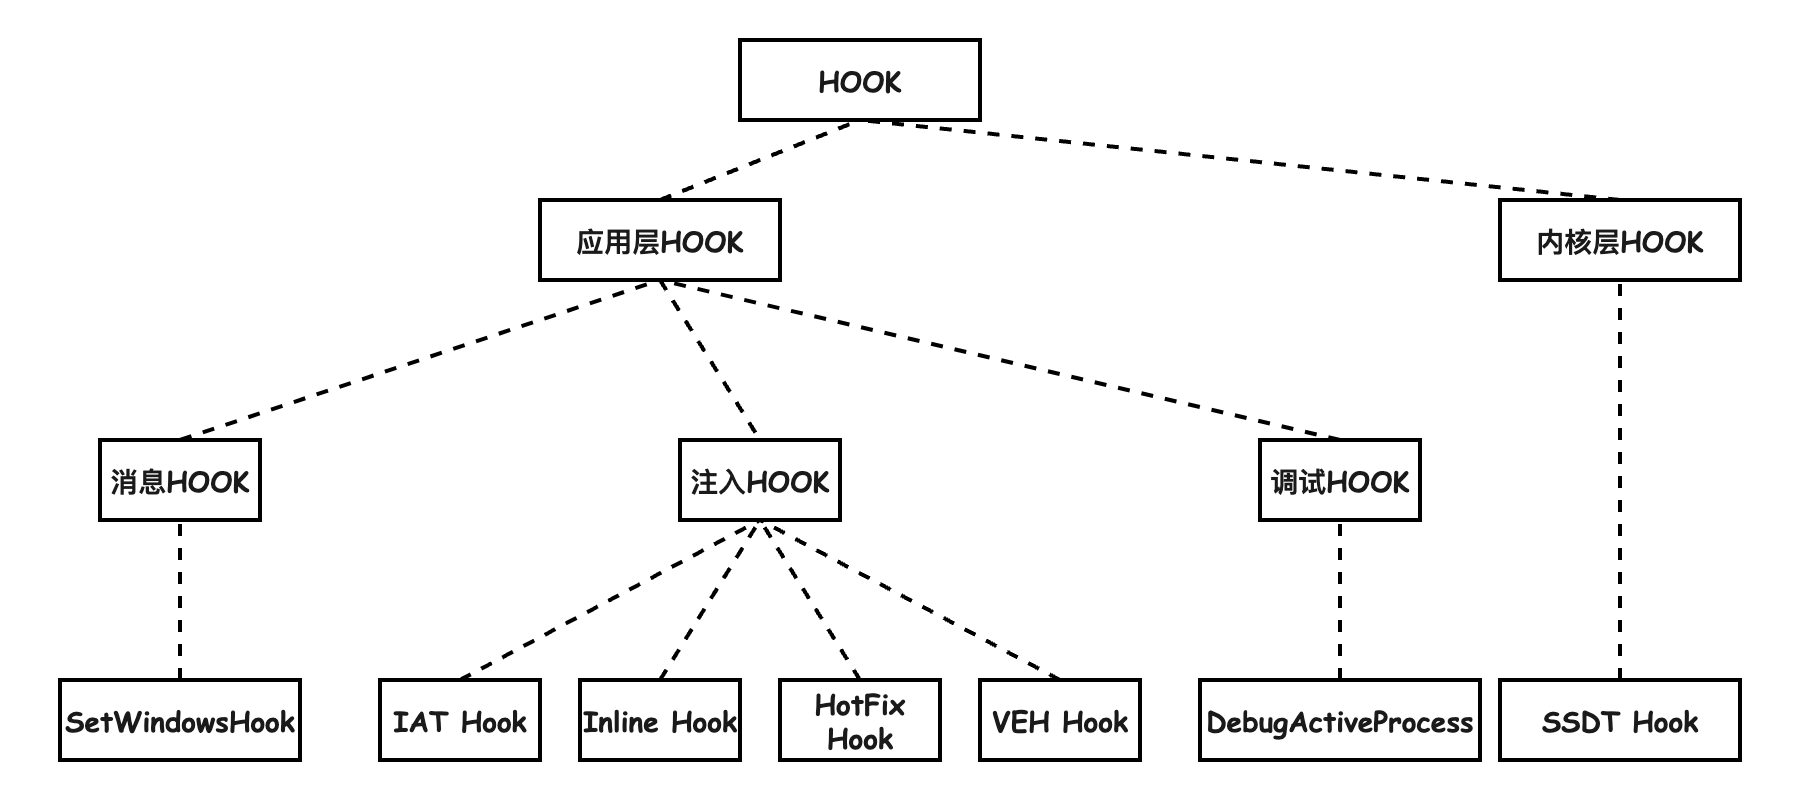 HOOK
应用层HOOK
内核层HOOK
消息HOOK
注入HOOK
调试HOOK
SetWindowsHook
IAT Hook
Inline Hook
HotFix
Hook
VEH Hook
DebugActiveProcess
SSDT Hook